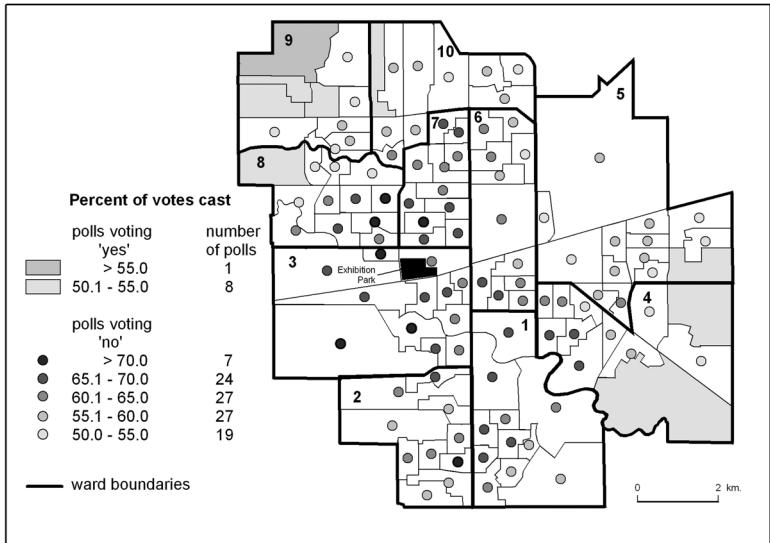 9
10
5
7
6
8
Percent of votes cast
polls voting 'yes'
number of polls
> 55.0 1
50.1 - 55.0 8
3
Exhibition Park
4
polls voting 'no'
1
> 70.0 7
65.1 - 70.0 24
60.1 - 65.0 27
55.1 - 60.0 27
50.0 - 55.0 19
2
ward boundaries
0 2 km.